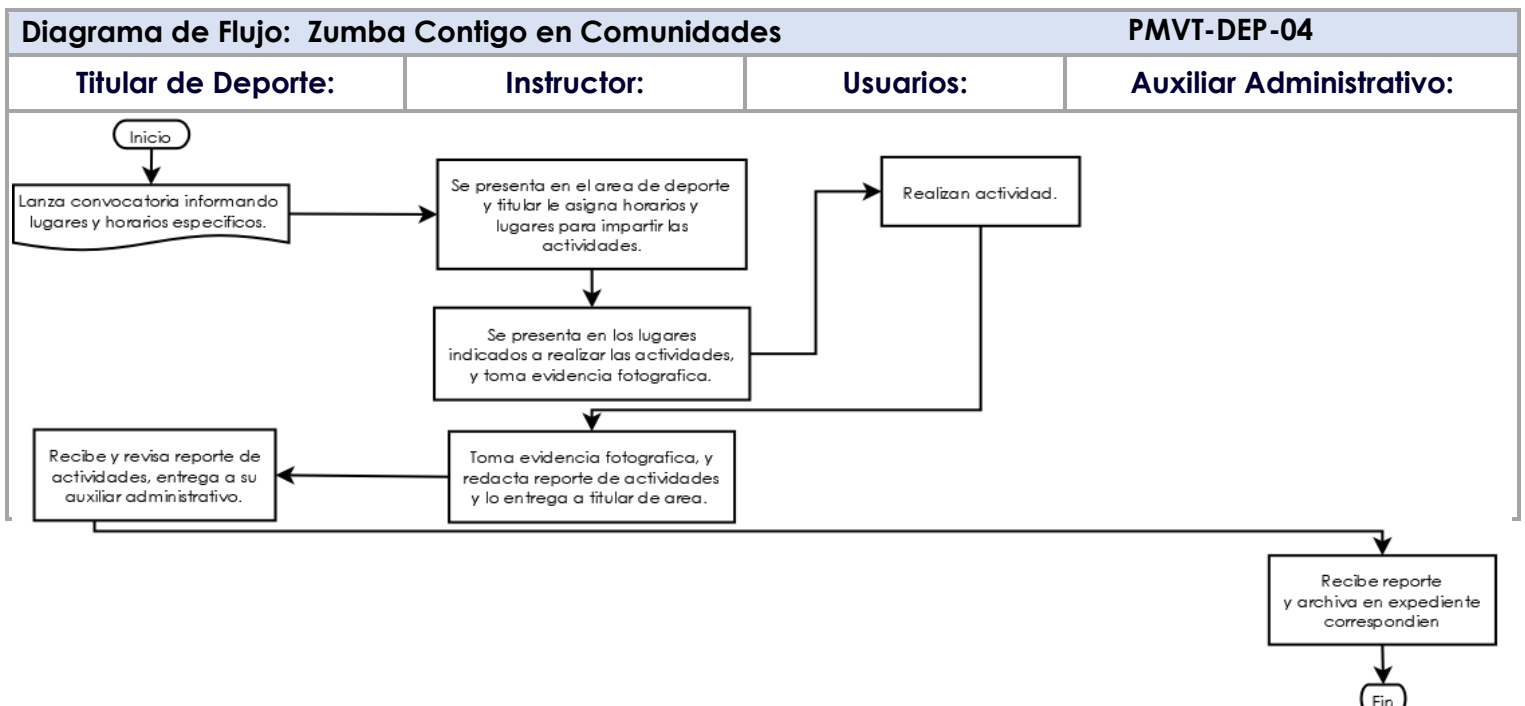 Diagrama de Flujo: Zumba Contigo en Comunidades PMVT-DEP-04
Titular de Deporte: Instructor: Usuarios: Auxiliar Administrativo:
Inicio
Lanza convocatoria informando
lugares y horarios específicos.
Se presenta en el area de deporte
y titular le asigna horarios y
lugares para impartir las
actividades.
Realizan actividad.
Se presenta en los lugares
indicados a realizar las actividades,
y toma evidencia fotografica.
Recibe y revisa reporte de
actividades, entrega a su
auxiliar administrativo.
Toma evidencia fotografica, y
redacta reporte de actividades
y lo entrega a titular de area.
Recibe reporte
y archiva en expediente
correspondien
Fin